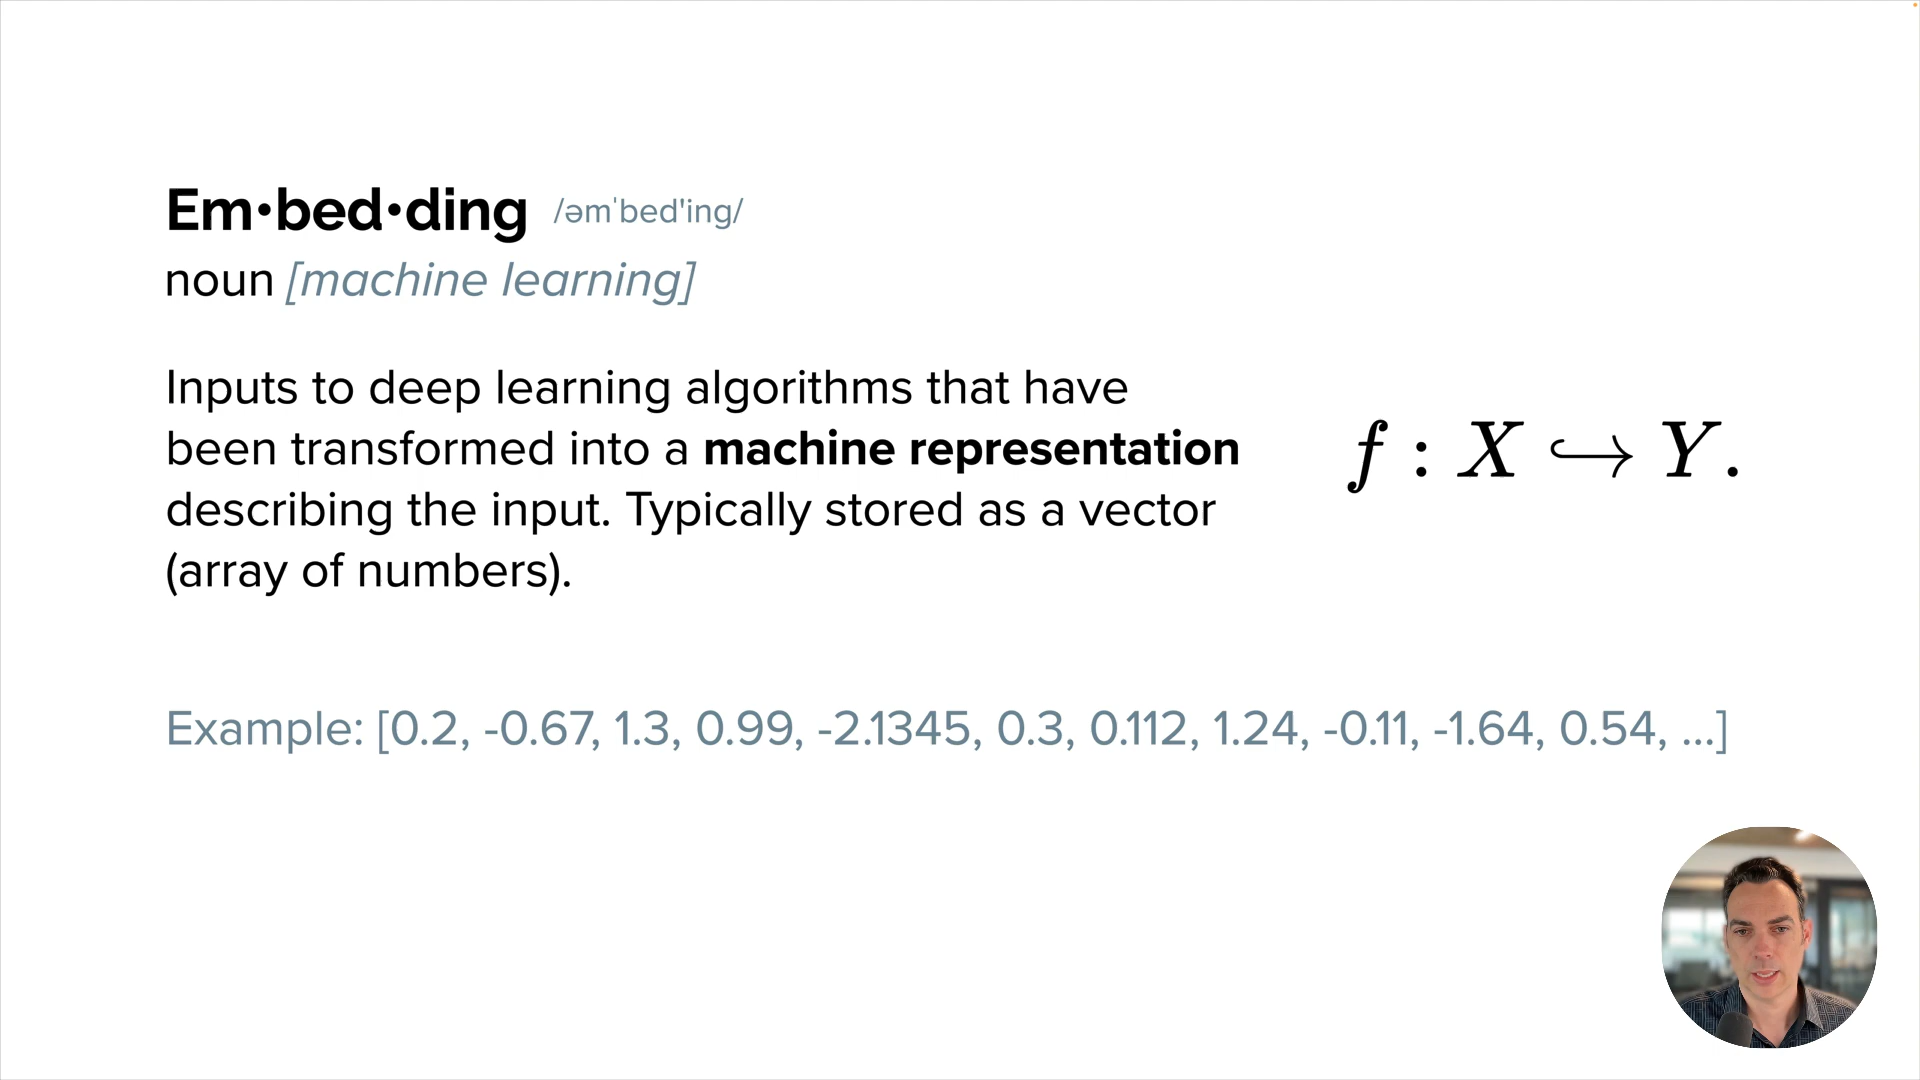 Em•bed•ding /əmˈbed'ing/
noun [machine learning]
Inputs to deep learning algorithms that have
been transformed into a machine representation
describing the input. Typically stored as a vector
(array of numbers).
f : X ↪ Y.
Example: [0.2, -0.67, 1.3, 0.99, -2.1345, 0.3, 0.112, 1.24, -0.11, -1.64, 0.54, ...]